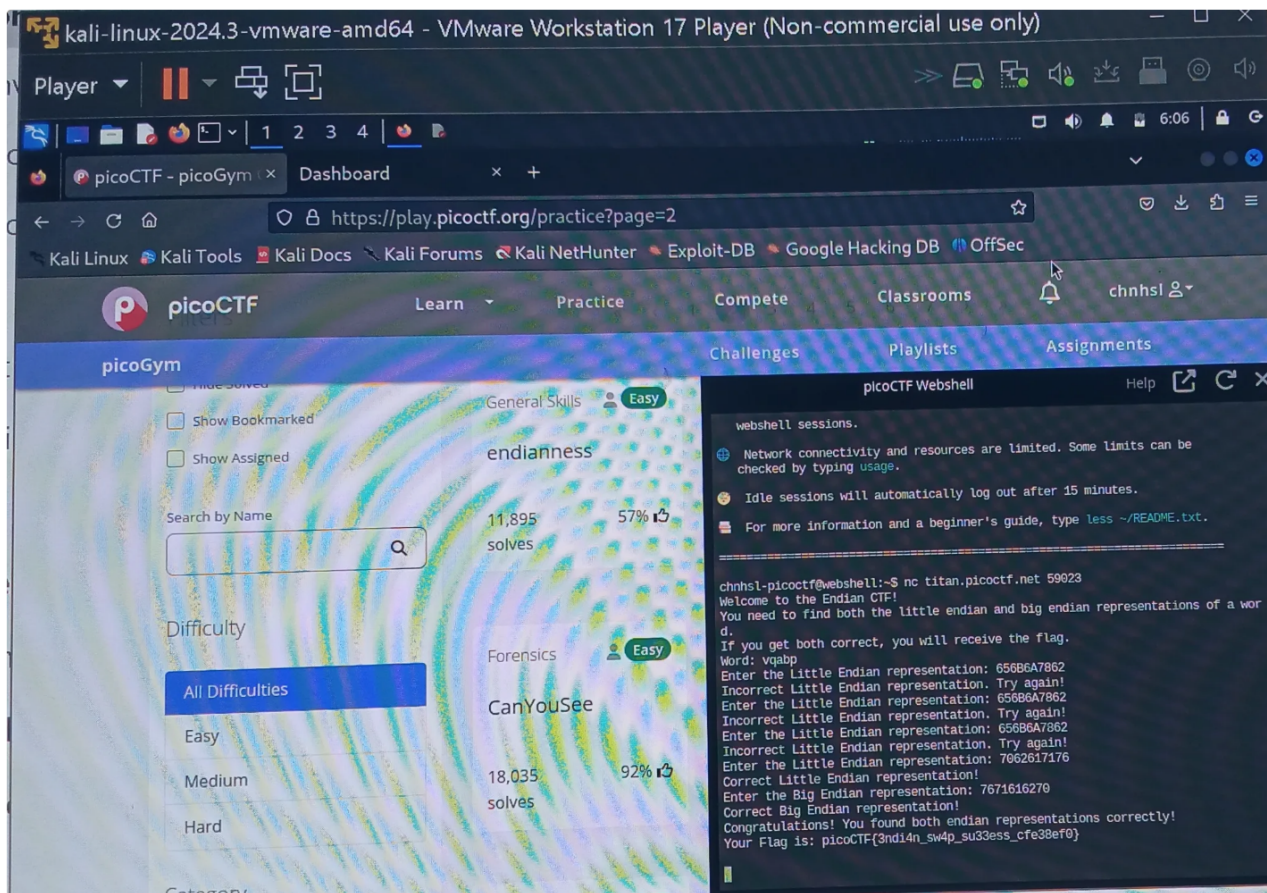 kali-linux-2024.3-vmware-amd64 - VMware Workstation 17 Player (Non-commercial use only)
Player
1 2 3 4
6:06
picoCTF - picoGym
Dashboard
https://play.picoctf.org/practice?page=2
Kali Linux Kali Tools Kali Docs Kali Forums Kali NetHunter Exploit-DB Google Hacking DB OffSec
picoCTF
Learn Practice Compete Classrooms
chnhsl
picoGym
Challenges Playlists Assignments
Hide Solved
Show Bookmarked
Show Assigned
Search by Name
Difficulty
All Difficulties
Easy
Medium
Hard
Category
General Skills Easy
endianness
11,895 57%
solves
Forensics Easy
CanYouSee
18,035 92%
solves
picoCTF Webshell
Help
webshell sessions.
Network connectivity and resources are limited. Some limits can be
checked by typing usage.
Idle sessions will automatically log out after 15 minutes.
For more information and a beginner's guide, type less ~/README.txt.
chnhsl-picoctf@webshell:~$ nc titan.picoctf.net 59023
Welcome to the Endian CTF!
You need to find both the little endian and big endian representations of a wor
d.
If you get both correct, you will receive the flag.
Word: vqabp
Enter the Little Endian representation: 656B6A7862
Incorrect Little Endian representation. Try again!
Enter the Little Endian representation: 656B6A7862
Incorrect Little Endian representation. Try again!
Enter the Little Endian representation: 656B6A7862
Incorrect Little Endian representation. Try again!
Enter the Little Endian representation: 7062617176
Correct Little Endian representation!
Enter the Big Endian representation: 7671616270
Correct Big Endian representation!
Congratulations! You found both endian representations correctly!
Your Flag is: picoCTF{3ndi4n_sw4p_su33ess_cfe38ef0}